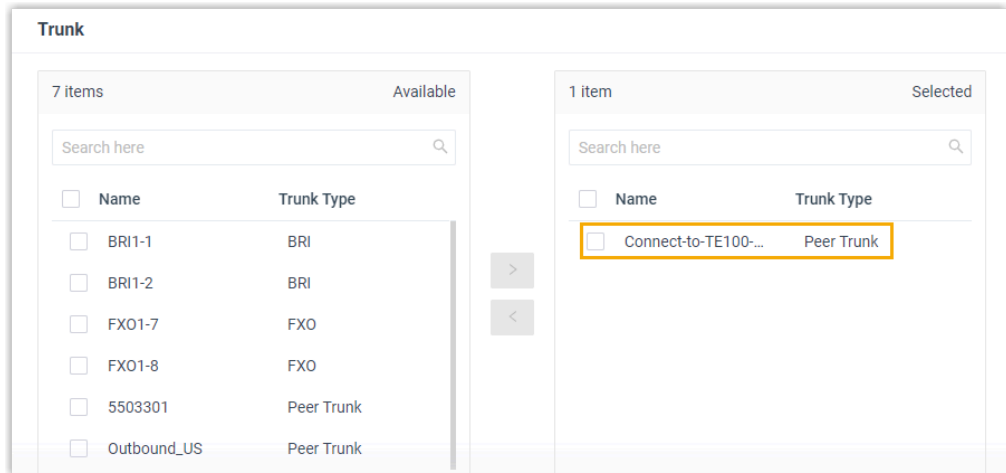 Trunk
7 items Available
Search here
Name Trunk Type
BRI1-1 BRI
BRI1-2 BRI
FXO1-7 FXO
FXO1-8 FXO
5503301 Peer Trunk
Outbound_US Peer Trunk
>
<
1 item Selected
Search here
Name Trunk Type
Connect-to-TE100-... Peer Trunk